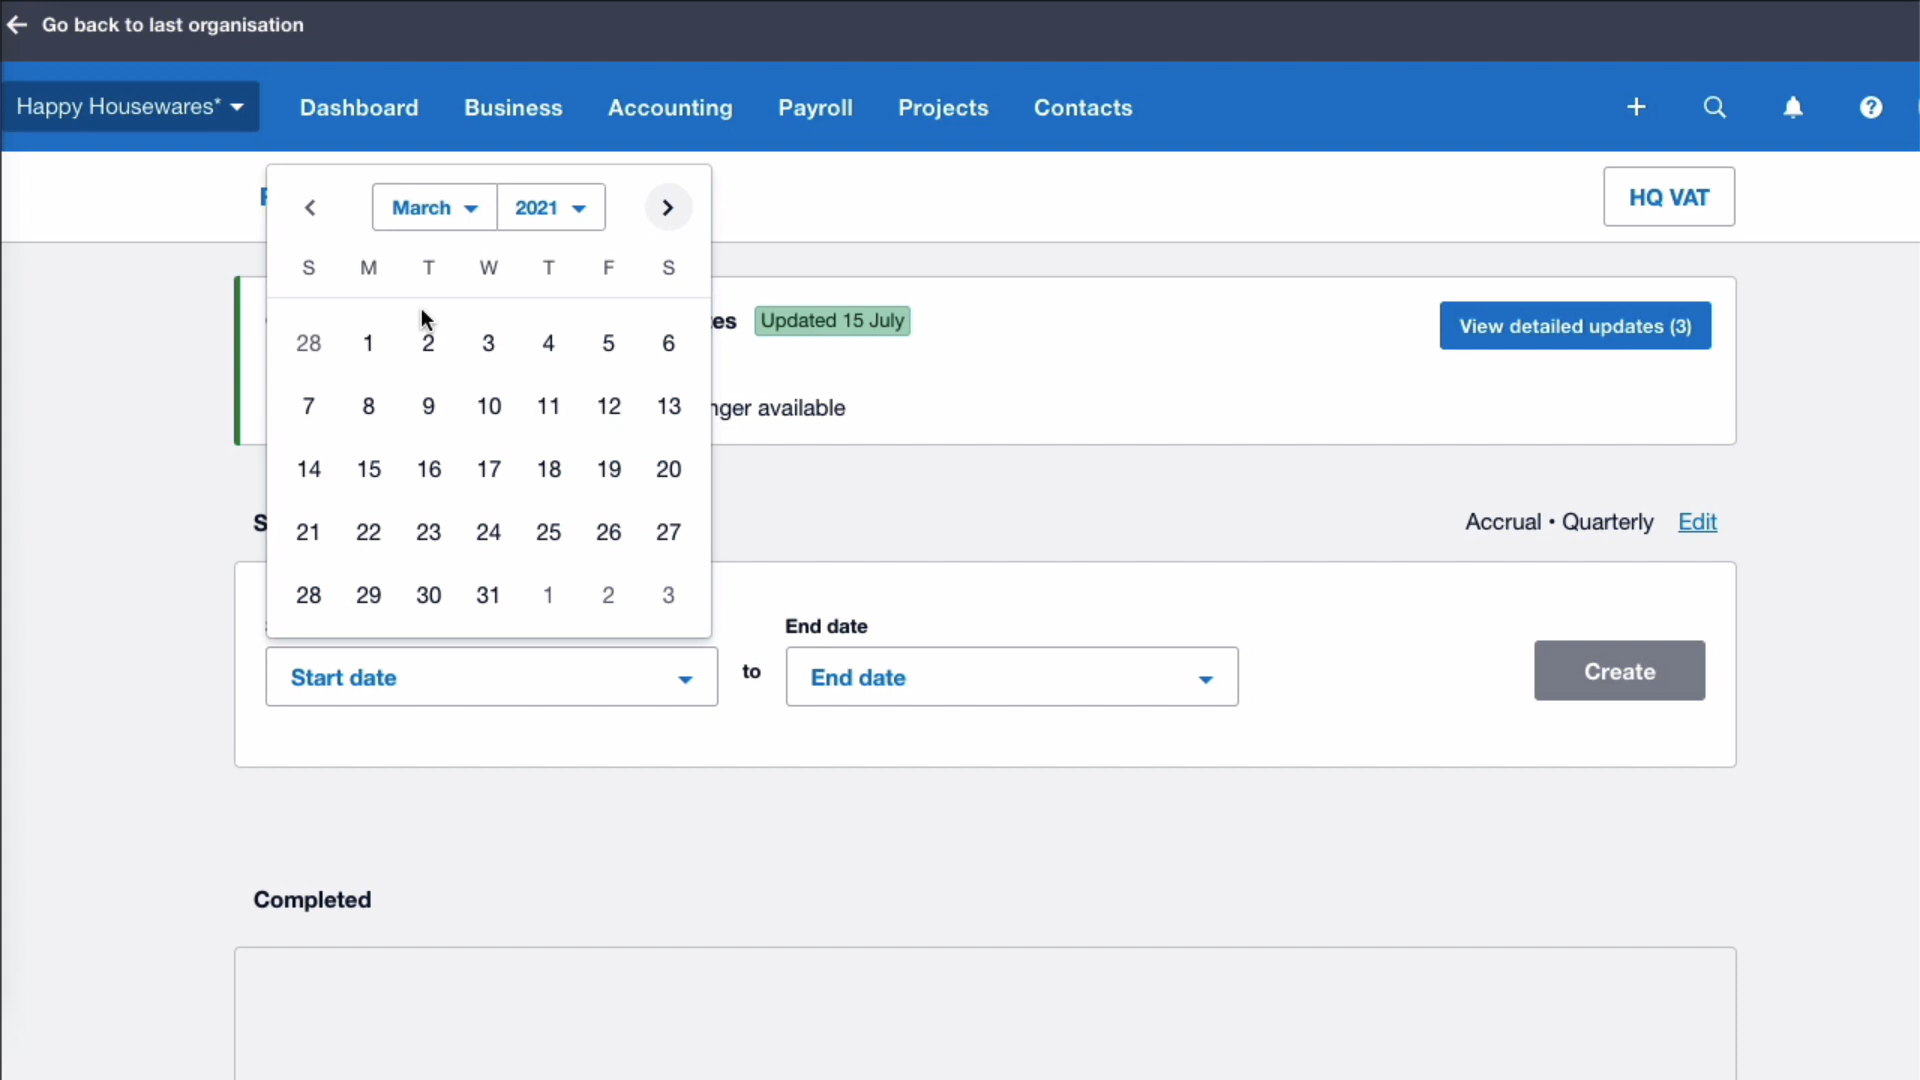 Go back to last organisation
Happy Housewares*
Dashboard
Business
Accounting
Payroll
Projects
Contacts
HQ VAT
March
2021
S M T W T F S
28 1 2 3 4 5 6
7 8 9 10 11 12 13
14 15 16 17 18 19 20
21 22 23 24 25 26 27
28 29 30 31 1 2 3
Updated 15 July
View detailed updates (3)
available
Accrual • Quarterly
Edit
Start date
to
End date
End date
Create
Completed